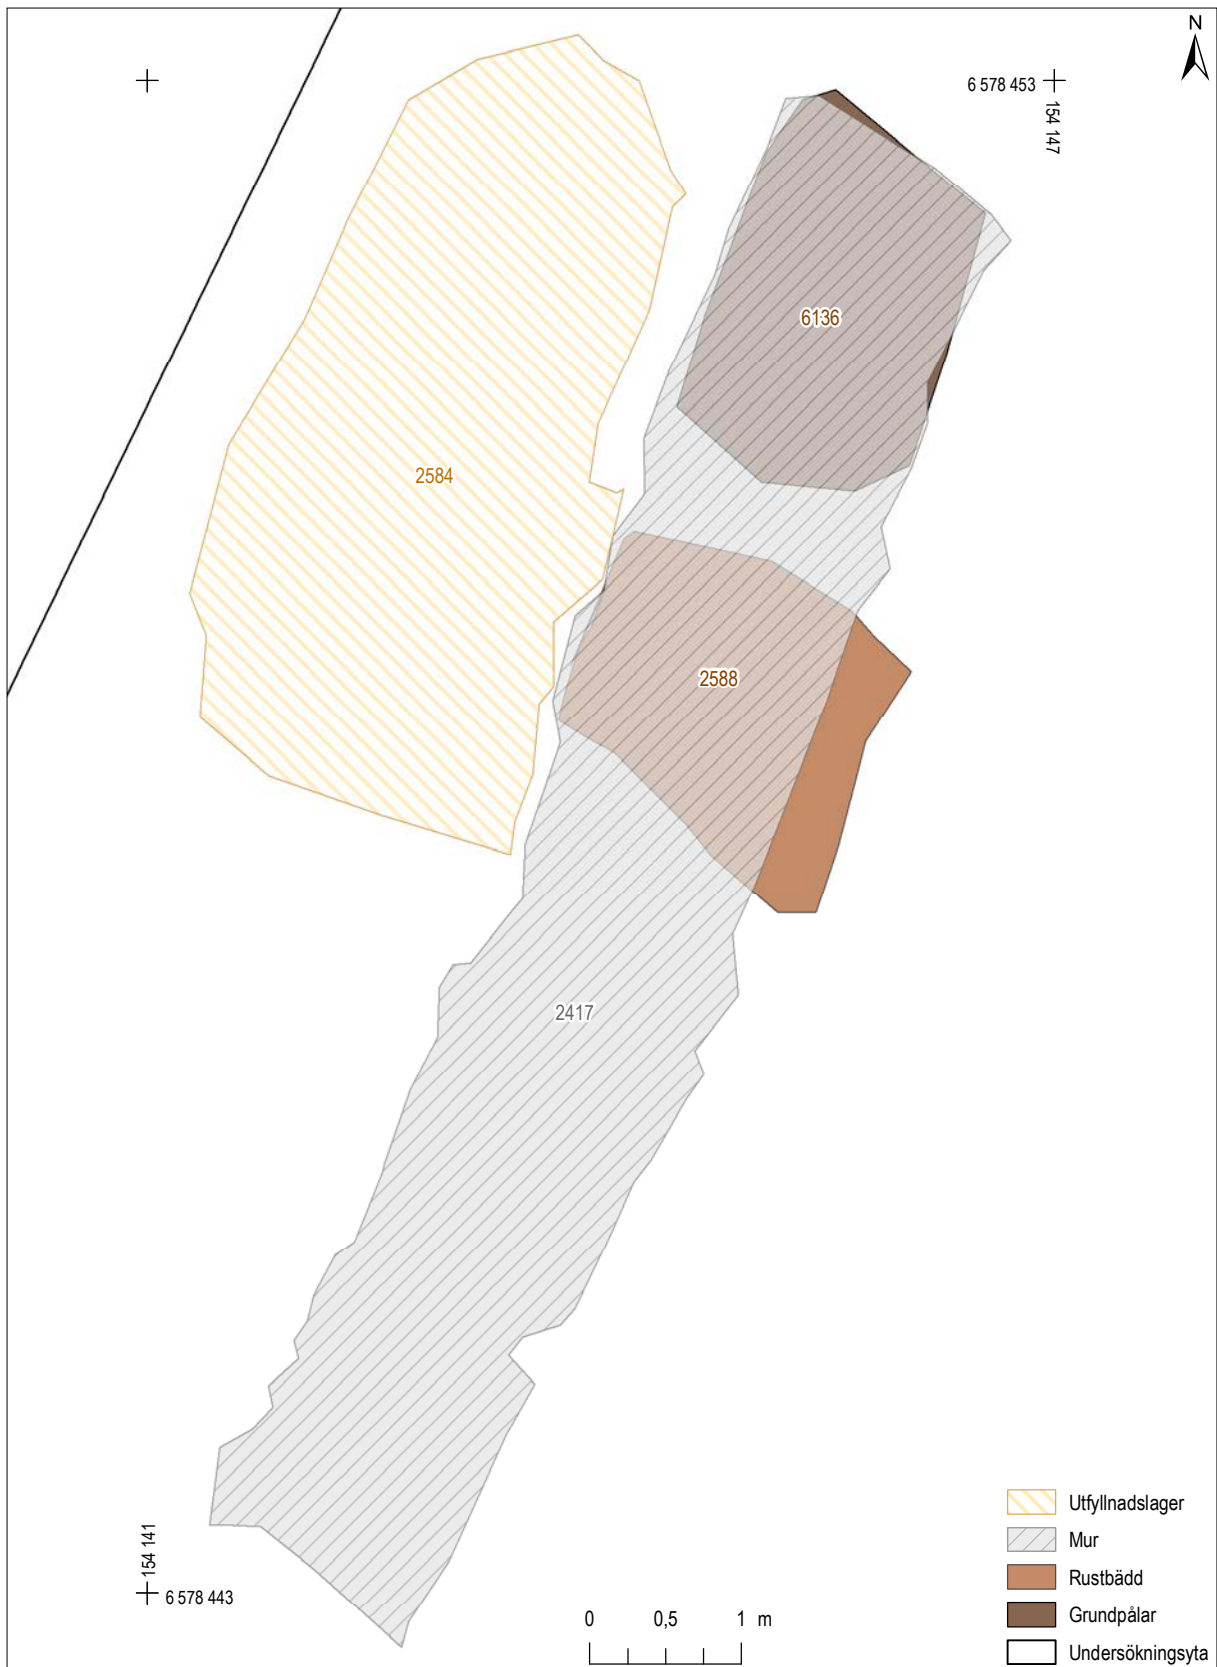 N
6 578 453
154 147
6136
2584
2588
2417
154 141
6 578 443
0 0,5 1 m
Utfyllnadslager
Mur
Rustbädd
Grundpålar
Undersökningsyta